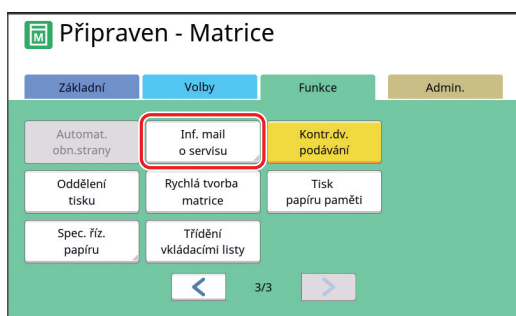 M
Připraven - Matrice
Základní
Volby
Funkce
Admin.
Automat.
obn.strany
Inf. mail
o servisu
Kontr.dv.
podávání
Oddělení
tisku
Rychlá tvorba
matrice
Tisk
papíru paměti
Spec. říz.
papíru
Třídění
vkládacími listy
3/3